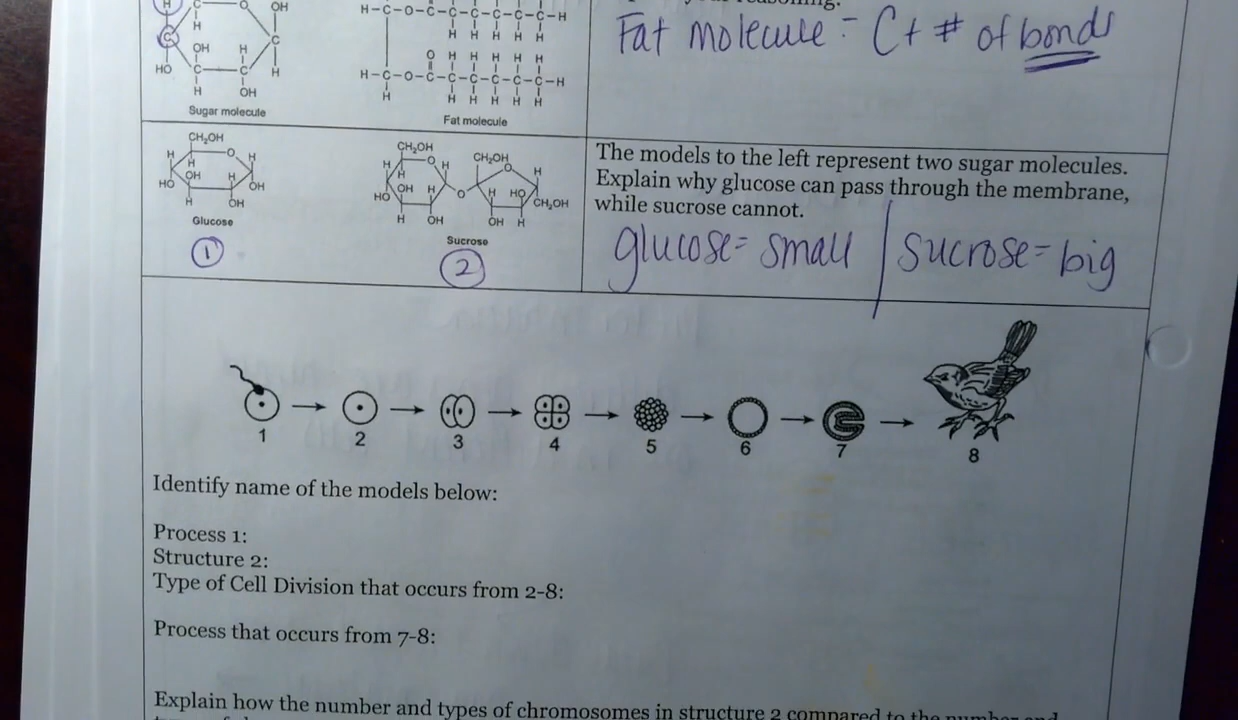 Fat molecule = C + # of bonds
Sugar molecule
Fat molecule
CH₂OH
Glucose
1
CH₂OH
CH₂OH
CH₂OH
Sucrose
2
The models to the left represent two sugar molecules.
Explain why glucose can pass through the membrane,
while sucrose cannot.
glucose = small | sucrose = big
1 2 3 4 5 6 7 8
Identify name of the models below:
Process 1:
Structure 2:
Type of Cell Division that occurs from 2-8:
Process that occurs from 7-8:
Explain how the number and types of chromosomes in structure 2 compared to the number and